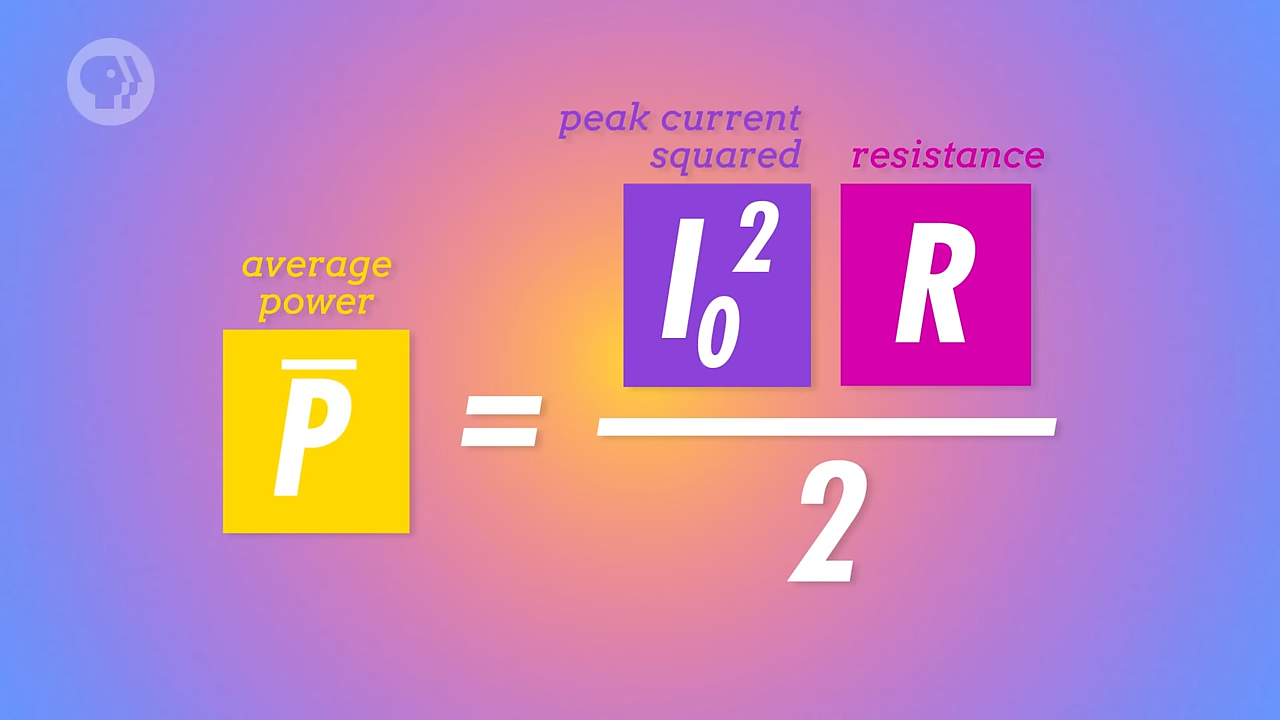 peak current
squared
resistance
average
power
P̅ = I₀² R
2